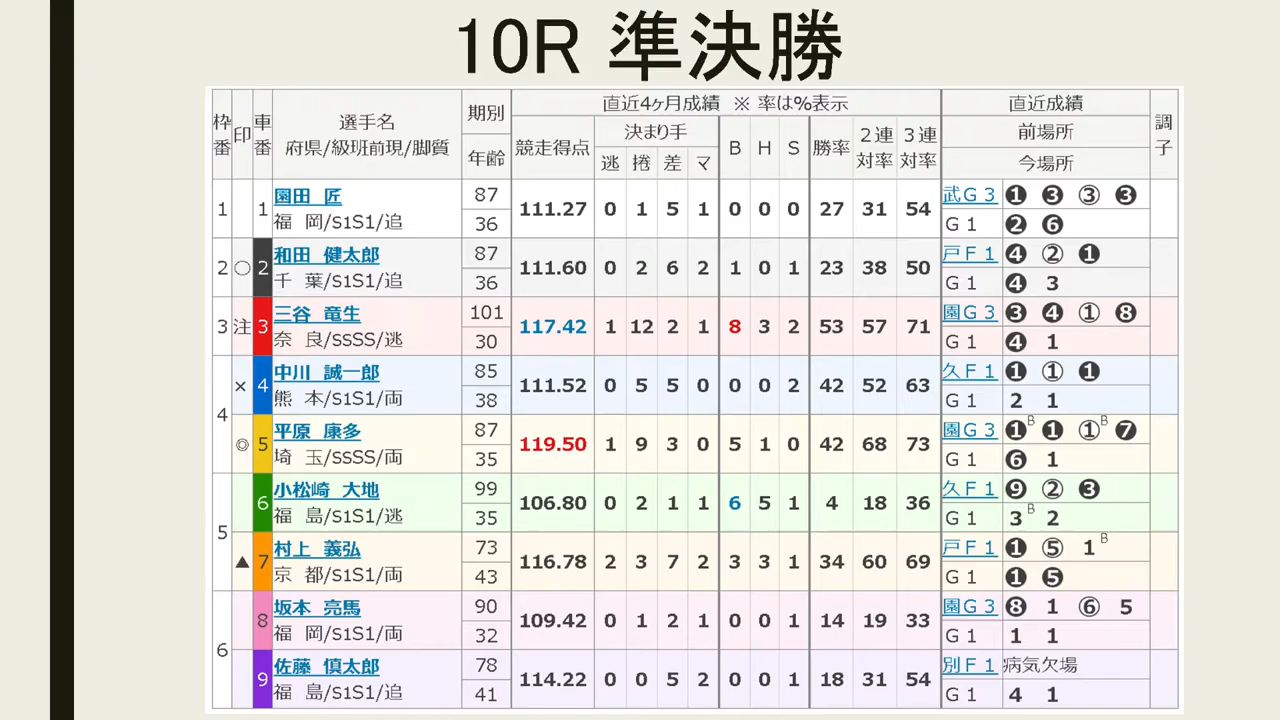 10R 準決勝
枠番 印 車番 選手名 府県/級班前現/脚質 期別 年齢 直近4ヶ月成績 ※ 率は%表示 直近成績 調子
競走得点 決まり手 B H S 勝率 2連対率 3連対率 前場所
逃 捲 差 マ 今場所
1 1 園田 匠 87 111.27 0 1 5 1 0 0 0 27 31 54 武G3 ❶ ❸ ③ ❸
福 岡/S1S1/追 36 G1 ❷ ❻
2 ○ 2 和田 健太郎 87 111.60 0 2 6 2 1 0 1 23 38 50 戸F1 ❹ ② ❶
千 葉/S1S1/追 36 G1 ❹ 3
3 注 3 三谷 竜生 101 117.42 1 12 2 1 8 3 2 53 57 71 園G3 ❸ ❹ ① ❽
奈 良/SSSS/逃 30 G1 ❹ 1
4 × 4 中川 誠一郎 85 111.52 0 5 5 0 0 0 2 42 52 63 久F1 ❶ ① ❶
熊 本/S1S1/両 38 G1 2 1
◎ 5 平原 康多 87 119.50 1 9 3 0 5 1 0 42 68 73 園G3 ❶B ❶ ①B ❼
埼 玉/SSSS/両 35 G1 ❻ 1
5 6 小松崎 大地 99 106.80 0 2 1 1 6 5 1 4 18 36 久F1 ❾ ② ❸
福 島/S1S1/逃 35 G1 3B 2
▲ 7 村上 義弘 73 116.78 2 3 7 2 3 3 1 34 60 69 戸F1 ❶ ⑤ 1B
京 都/S1S1/両 43 G1 ❶ ❺
6 8 坂本 亮馬 90 109.42 0 1 2 1 0 0 1 14 19 33 園G3 ❽ 1 ⑥ 5
福 岡/S1S1/両 32 G1 1 1
9 佐藤 慎太郎 78 114.22 0 0 5 2 0 0 1 18 31 54 別F1 病気欠場
福 島/S1S1/追 41 G1 4 1